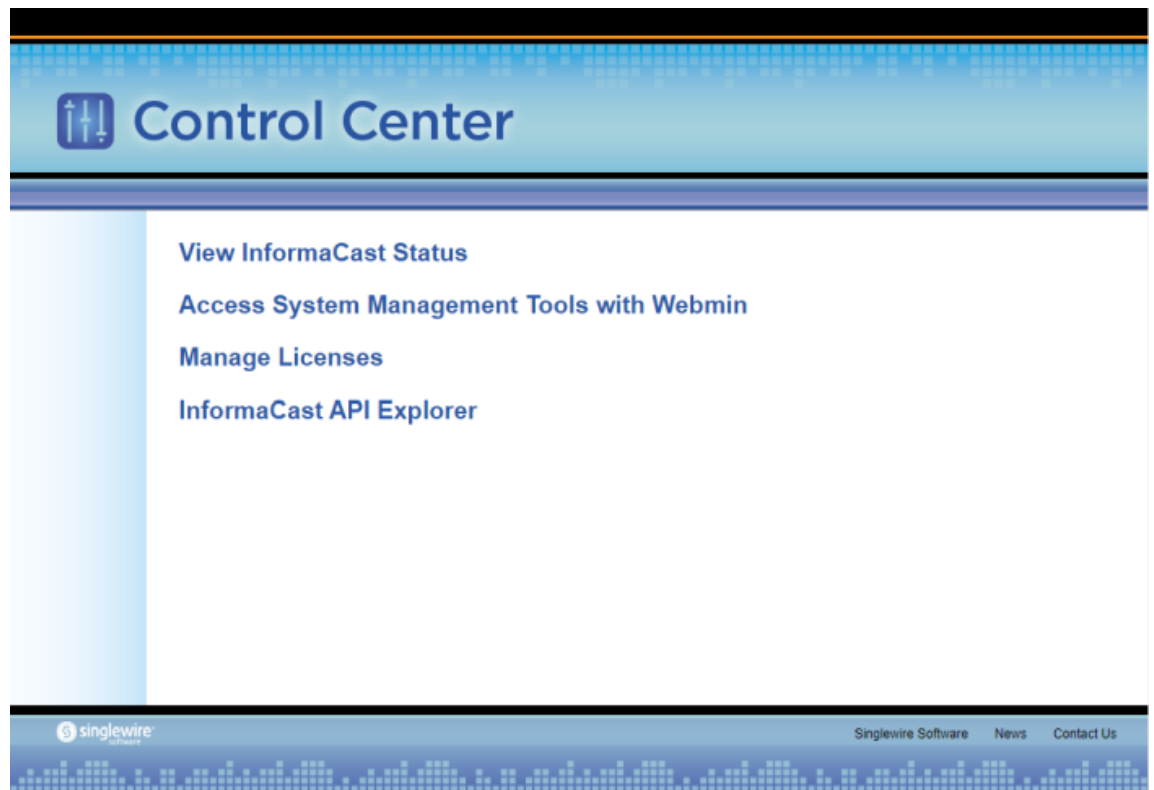 Control Center
View InformaCast Status
Access System Management Tools with Webmin
Manage Licenses
InformaCast API Explorer
singlewire
software
Singlewire Software News Contact Us